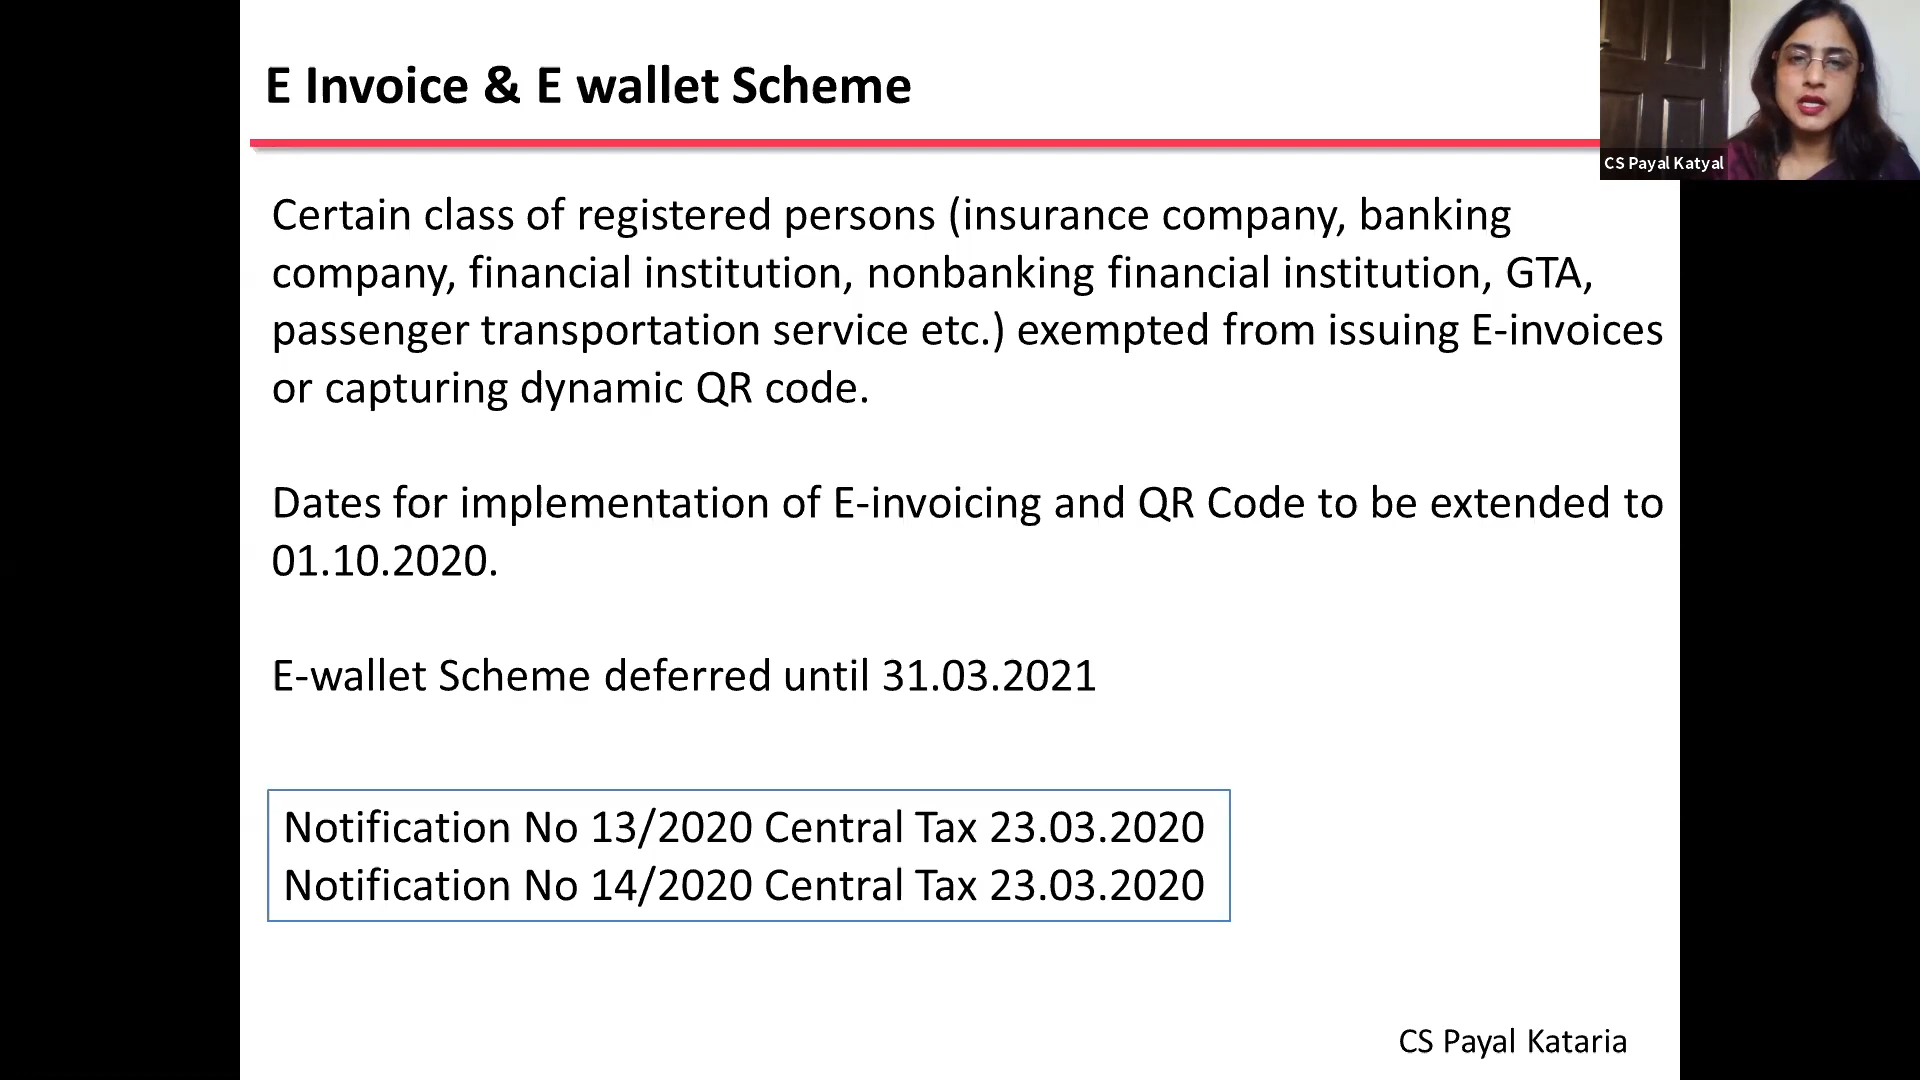 E Invoice & E wallet Scheme
CS Payal Katyal
Certain class of registered persons (insurance company, banking
company, financial institution, nonbanking financial institution, GTA,
passenger transportation service etc.) exempted from issuing E-invoices
or capturing dynamic QR code.
Dates for implementation of E-invoicing and QR Code to be extended to
01.10.2020.
E-wallet Scheme deferred until 31.03.2021
Notification No 13/2020 Central Tax 23.03.2020
Notification No 14/2020 Central Tax 23.03.2020
CS Payal Kataria